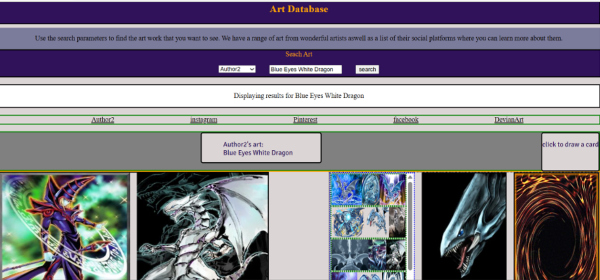 Art Database
Use the search parameters to find the art work that you want to see. We have a range of art from wonderful artists aswell as a list of their social platforms where you can learn more about them.
Seach Art
Author2 Blue Eyes White Dragon search
Displaying results for Blue Eyes White Dragon
Author2 instagram Pinterest facebook DevianArt
Author2's art:
Blue Eyes White Dragon
click to draw a card